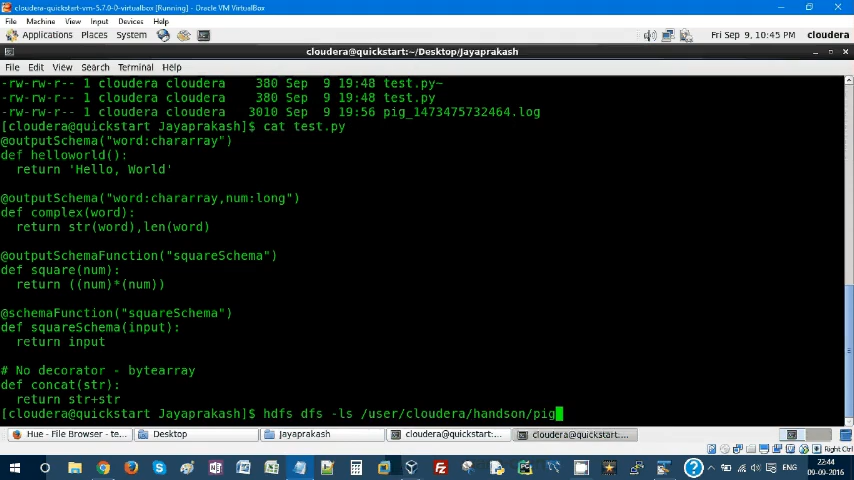 cloudera-quickstart-vm-5.7.0-0-virtualbox [Running] - Oracle VM VirtualBox
File Machine View Input Devices Help
Applications Places System Fri Sep 9, 10:45 PM cloudera
cloudera@quickstart:~/Desktop/Jayaprakash
File Edit View Search Terminal Help
-rw-rw-r-- 1 cloudera cloudera 380 Sep 9 19:48 test.py~
-rw-rw-r-- 1 cloudera cloudera 380 Sep 9 19:48 test.py
-rw-rw-r-- 1 cloudera cloudera 3010 Sep 9 19:56 pig_1473475732464.log
[cloudera@quickstart Jayaprakash]$ cat test.py
@outputSchema("word:chararray")
def helloworld():
  return 'Hello, World'
@outputSchema("word:chararray,num:long")
def complex(word):
  return str(word),len(word)
@outputSchemaFunction("squareSchema")
def square(num):
  return ((num)*(num))
@schemaFunction("squareSchema")
def squareSchema(input):
  return input
# No decorator - bytearray
def concat(str):
  return str+str
[cloudera@quickstart Jayaprakash]$ hdfs dfs -ls /user/cloudera/handson/pig
Hue - File Browser - te... Desktop Jayaprakash cloudera@quickstart:... cloudera@quickstart:...
Right Ctrl
ENG
22:44
09-09-2016